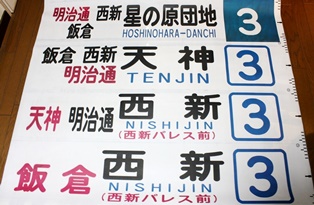 明治通 西新 星の原団地 3
飯倉 HOSHINOHARA-DANCHI
飯倉 西新 天神 3
明治通 TENJIN
天神 明治通 西新 3
NISHIJIN
(西新パレス前)
飯倉 西新 3
NISHIJIN
(西新パレス前)